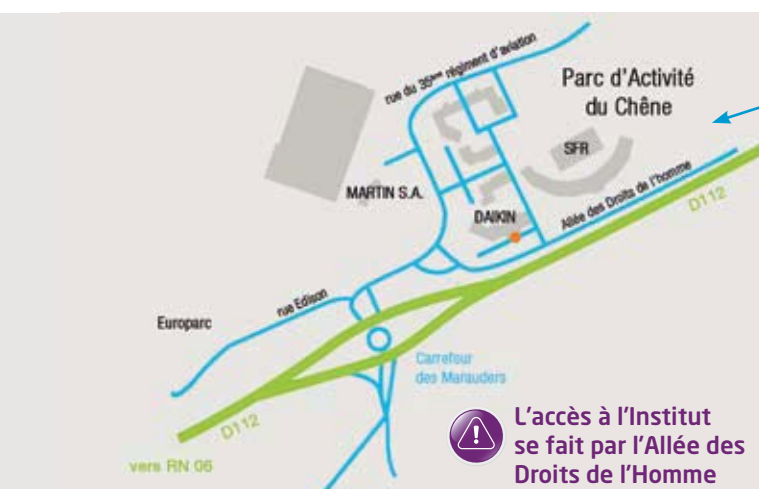 rue du 35ème régiment d'aviation
Parc d'Activité
du Chêne
SFR
MARTIN S.A.
DAIKIN
Allée des Droits de l'homme
D112
rue Edison
Europarc
Carrefour
des Marauders
D112
vers RN 06
L'accès à l'Institut
se fait par l'Allée des
Droits de l'Homme